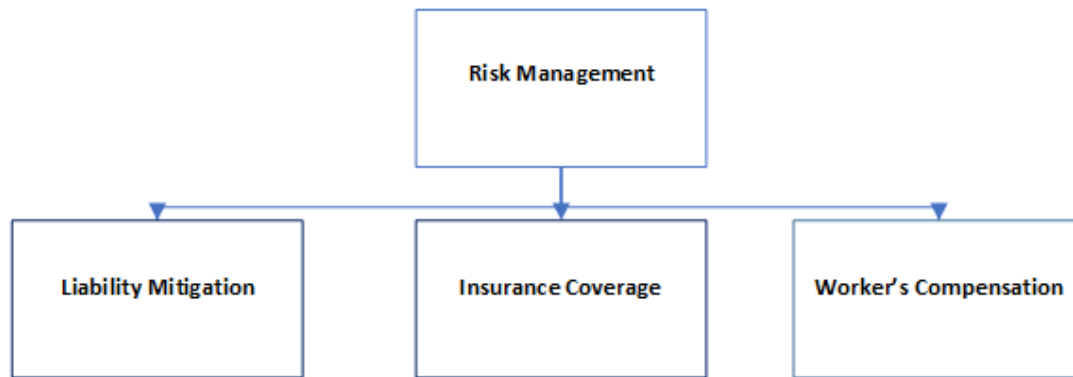 Risk Management
Liability Mitigation
Insurance Coverage
Worker’s Compensation